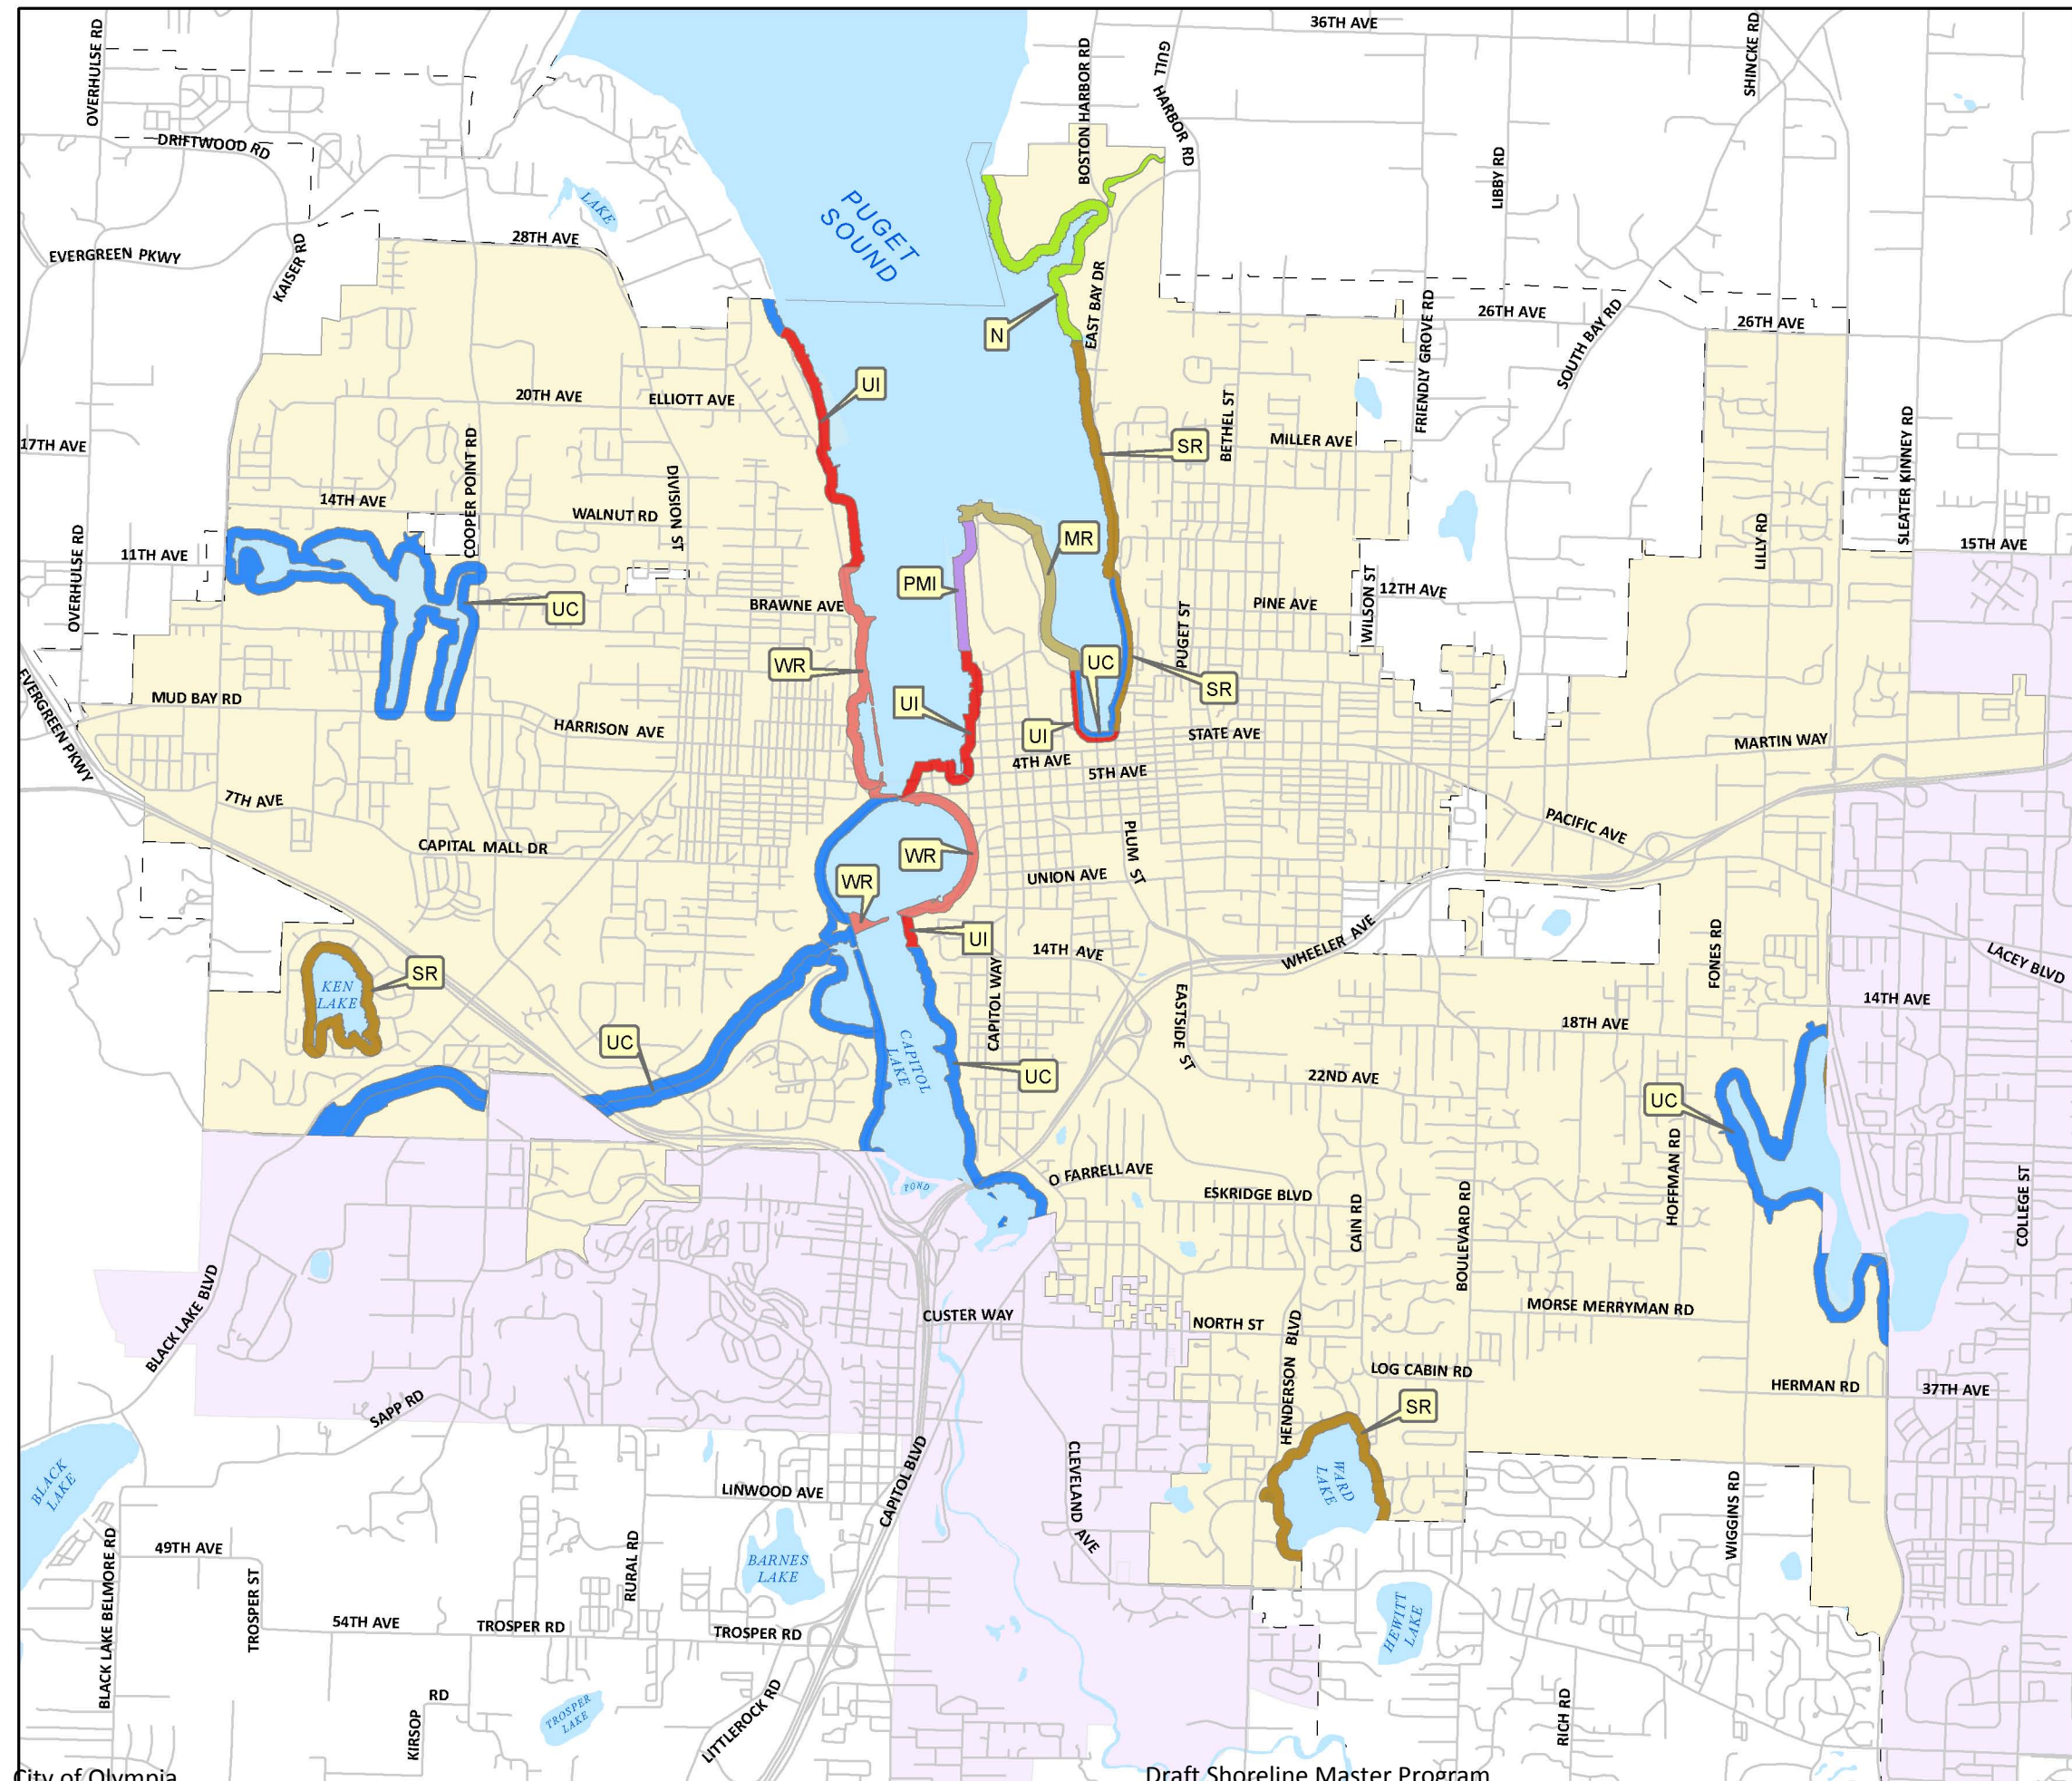 36TH AVE
OVERHULSE RD
BOSTON HARBOR RD
GULL HARBOR RD
SHINCKE RD
DRIFTWOOD RD
LIBBY RD
LAKE
PUGET
SOUND
EVERGREEN PKWY
KAISER RD
28TH AVE
EAST BAY DR
N
26TH AVE
26TH AVE
FRIENDLY GROVE RD
SOUTH BAY RD
UI
20TH AVE
ELLIOTT AVE
17TH AVE
COOPER POINT RD
SR
BETHEL ST
MILLER AVE
SLEATER KINNEY RD
DIVISION ST
14TH AVE
WALNUT RD
LILLY RD
MR
15TH AVE
11TH AVE
OVERHULSE RD
PMI
WILSON ST
12TH AVE
UC
BRAWNE AVE
PINE AVE
PUGET ST
WR
UC
SR
EVERGREEN PKWY
MUD BAY RD
UI
HARRISON AVE
UI
STATE AVE
MARTIN WAY
4TH AVE
5TH AVE
7TH AVE
PACIFIC AVE
CAPITAL MALL DR
PLUM ST
WR
WR
UNION AVE
UI
14TH AVE
WHEELER AVE
FONES RD
LACEY BLVD
KEN
LAKE
SR
CAPITOL WAY
EASTSIDE ST
14TH AVE
18TH AVE
UC
CAPITOL
LAKE
UC
22ND AVE
UC
HOFFMAN RD
POND
O FARRELL AVE
ESKRIDGE BLVD
CAIN RD
BOULEVARD RD
COLLEGE ST
BLACK LAKE BLVD
CUSTER WAY
NORTH ST
HENDERSON BLVD
MORSE MERRYMAN RD
LOG CABIN RD
HERMAN RD
37TH AVE
SAPP RD
SR
BLACK
LAKE
CAPITOL BLVD
CLEVELAND AVE
WARD
LAKE
LINWOOD AVE
WIGGINS RD
BLACK LAKE BELMORE RD
49TH AVE
TROSPER ST
RURAL RD
BARNES
LAKE
54TH AVE
TROSPER RD
TROSPER RD
HEWITT
LAKE
KIRSOP
RD
TROSPER
LAKE
LITTLEROCK RD
RICH RD
City of Olympia
Draft Shoreline Master Program